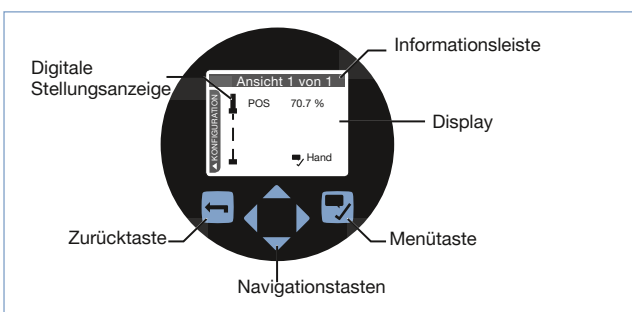 Informationsleiste
Digitale
Stellungsanzeige
Ansicht 1 von 1
◀ KONFIGURATION
POS 70.7 %
Display
Hand
Zurücktaste
Menütaste
Navigationstasten